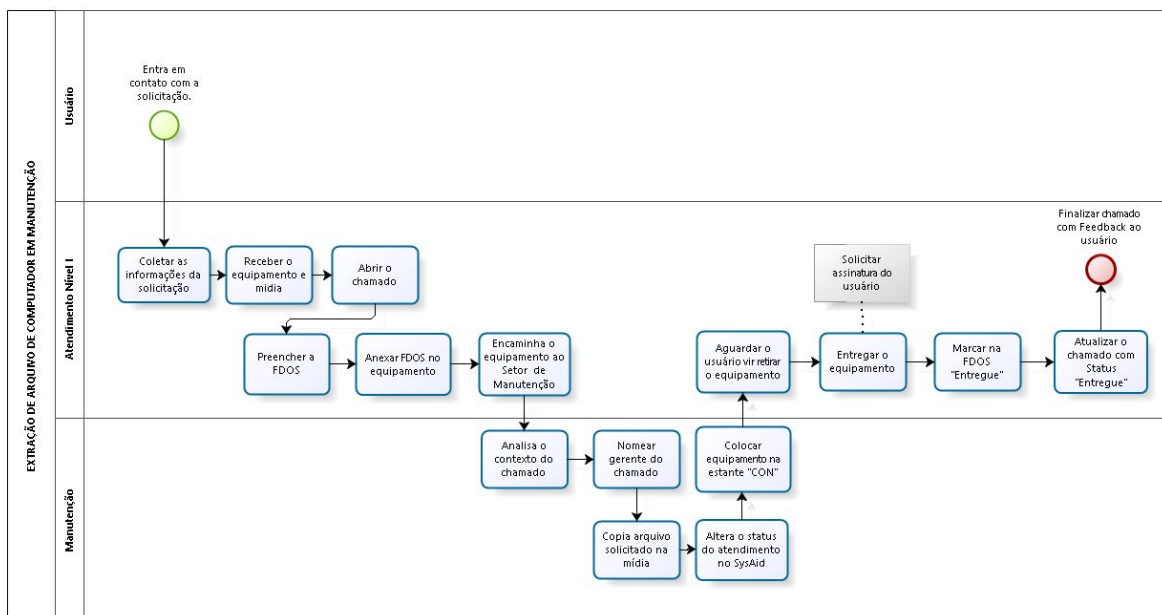 EXTRAÇÃO DE ARQUIVO DE COMPUTADOR EM MANUTENÇÃO
Usuário
Entra em
contato com a
solicitação.
Atendimento Nível I
Coletar as
informações da
solicitação
Receber o
equipamento e
midia
Abrir o
chamado
Preencher a
FDOS
Anexar FDOS no
equipamento
Encaminha o
equipamento ao
Setor de
Manutenção
Aguardar o
usuário vir retirar
o equipamento
Solicitar
assinatura do
usuário
Entregar o
equipamento
Marcar na
FDOS
"Entregue"
Atualizar o
chamado com
Status
"Entregue"
Finalizar chamado
com Feedback ao
usuário
Manutenção
Analisa o
contexto do
chamado
Nomear
gerente do
chamado
Copia arquivo
solicitado na
mídia
Altera o status
do atendimento
no SysAid
Colocar
equipamento na
estante "CON"